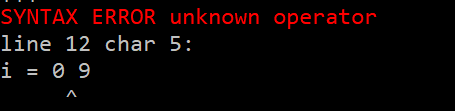 SYNTAX ERROR unknown operator
line 12 char 5:
i = 0 9
^